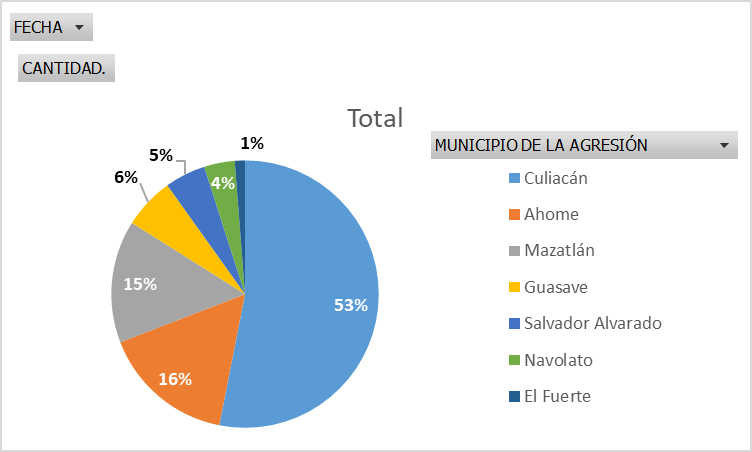 FECHA
CANTIDAD.
Total
MUNICIPIO DE LA AGRESIÓN
Culiacán
Ahome
Mazatlán
Guasave
Salvador Alvarado
Navolato
El Fuerte
1%
5%
4%
6%
15%
53%
16%